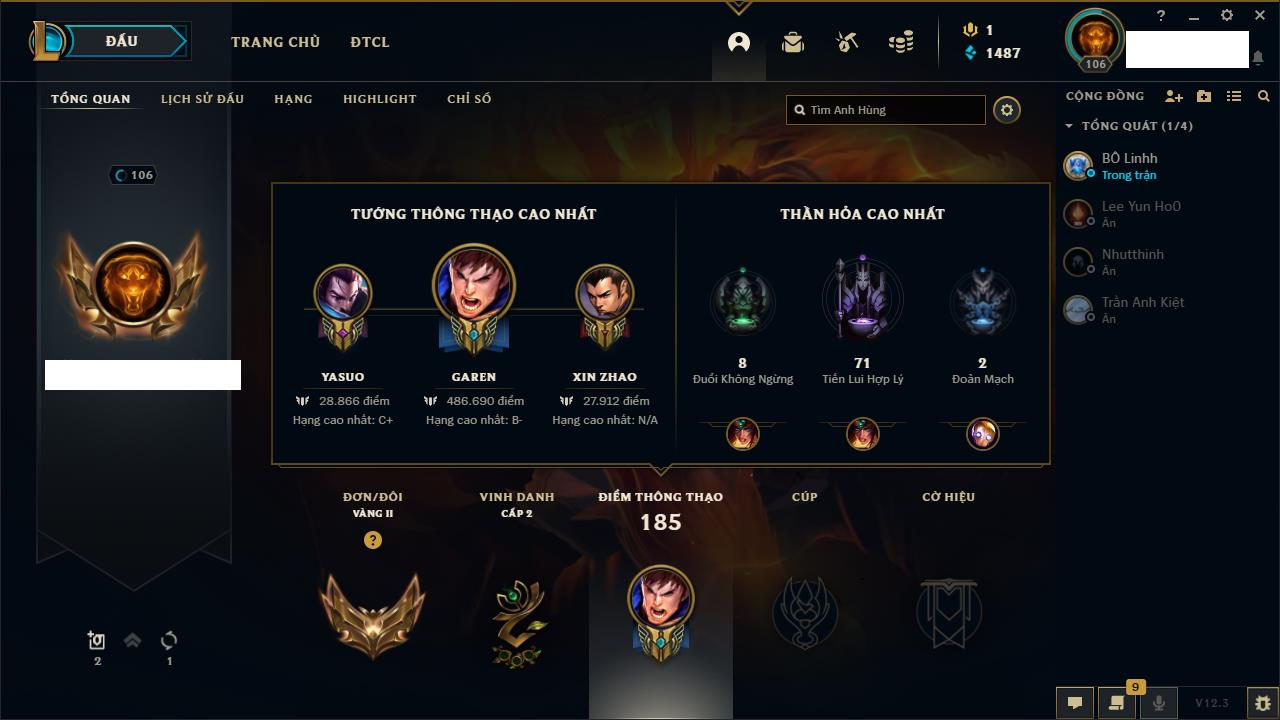 ĐẤU
TRANG CHỦ
ĐTCL
1
1487
?
106
TỔNG QUAN
LỊCH SỬ ĐẤU
HẠNG
HIGHLIGHT
CHỈ SỐ
Tìm Anh Hùng
CỘNG ĐỒNG
TỔNG QUÁT (1/4)
BÔ Linhh
Trong trận
Lee Yun HoO
Ẩn
Nhutthinh
Ẩn
Trần Anh Kiệt
Ẩn
106
TƯỚNG THÔNG THẠO CAO NHẤT
YASUO
28.866 điểm
Hạng cao nhất: C+
GAREN
486.690 điểm
Hạng cao nhất: B-
XIN ZHAO
27.912 điểm
Hạng cao nhất: N/A
THẦN HỎA CAO NHẤT
8
Đuổi Không Ngừng
71
Tiến Lui Hợp Lý
2
Đoản Mạch
ĐƠN/ĐÔI
VÀNG II
?
VINH DANH
CẤP 2
ĐIỂM THÔNG THẠO
185
CÚP
CỜ HIỆU
2
1
9
V12.3